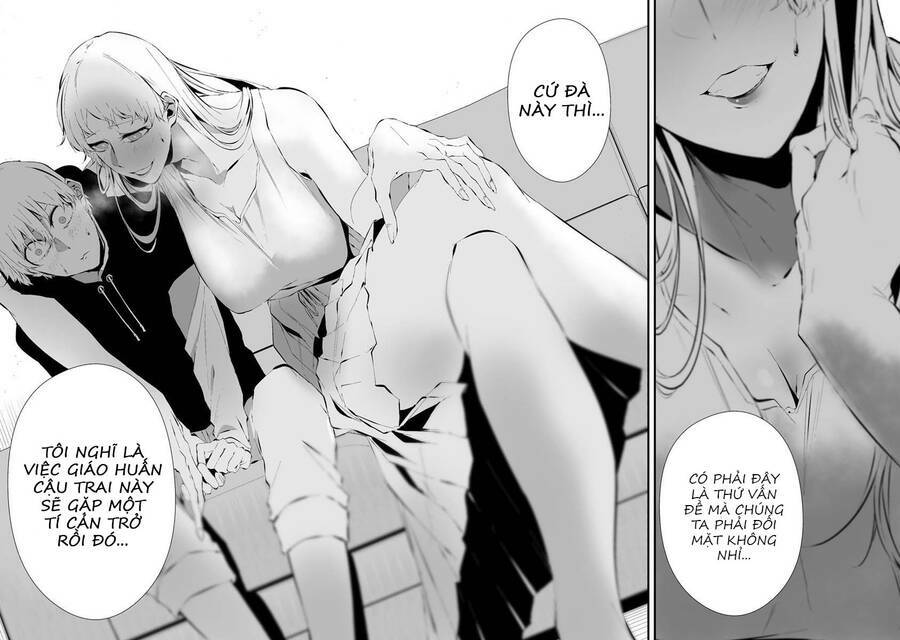 CÓ PHẢI ĐÂY
LÀ THỨ VẤN
ĐỀ MÀ CHÚNG
TA PHẢI ĐỐI
MẶT KHÔNG
NHỈ...
CỨ ĐÀ
NÀY THÌ...
TÔI NGHĨ LÀ
VIỆC GIÁO HUẤN
CẬU TRAI NÀY
SẼ GẶP MỘT
TÍ CẢN TRỞ
RỒI ĐÓ...